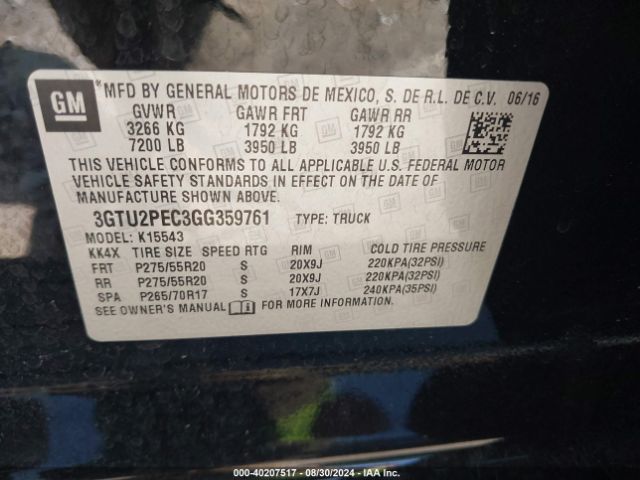 GM
*MFD BY GENERAL MOTORS DE MEXICO, S. DE R.L. DE C.V. 06/16
GVWR GAWR FRT GAWR RR
3266 KG 1792 KG 1792 KG
7200 LB 3950 LB 3950 LB
THIS VEHICLE CONFORMS TO ALL APPLICABLE U.S. FEDERAL MOTOR
VEHICLE SAFETY STANDARDS IN EFFECT ON THE DATE OF
MANUFACTURE SHOWN ABOVE.
3GTU2PEC3GG359761 TYPE: TRUCK
MODEL: K15543
KK4X TIRE SIZE SPEED RTG RIM COLD TIRE PRESSURE
FRT P275/55R20 S 20X9J 220KPA(32PSI)
RR P275/55R20 S 20X9J 220KPA(32PSI)
SPA P265/70R17 S 17X7J 240KPA(35PSI)
SEE OWNER'S MANUAL FOR MORE INFORMATION.
000-40207517 - 08/30/2024 - IAA Inc.